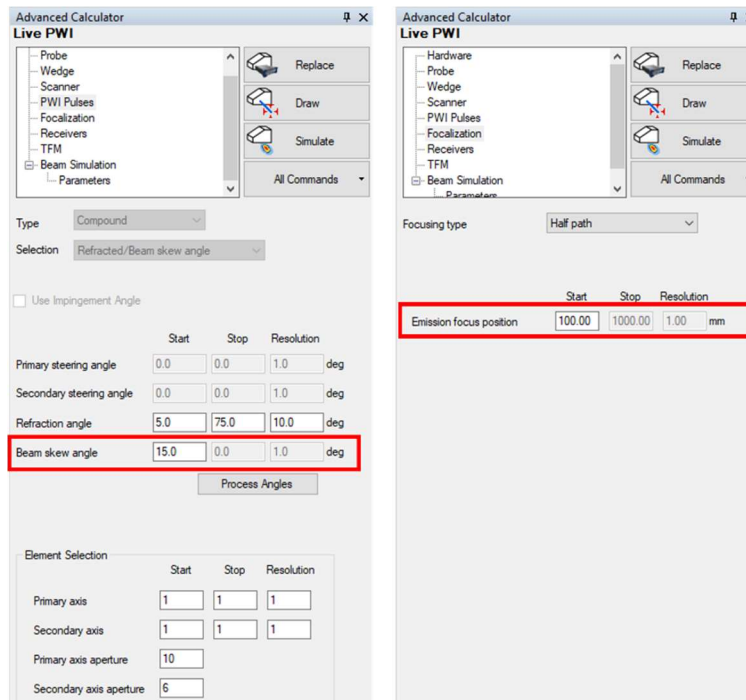 Advanced Calculator
Live PWI
Probe
Wedge
Scanner
PWI Pulses
Focalization
Receivers
TFM
Beam Simulation
Parameters
Replace
Draw
Simulate
All Commands
Type Compound
Selection Refracted/Beam skew angle
Use Impingement Angle
Start Stop Resolution
Primary steering angle 0.0 0.0 1.0 deg
Secondary steering angle 0.0 0.0 1.0 deg
Refraction angle 5.0 75.0 10.0 deg
Beam skew angle 15.0 0.0 1.0 deg
Process Angles
Element Selection
Start Stop Resolution
Primary axis 1 1 1
Secondary axis 1 1 1
Primary axis aperture 10
Secondary axis aperture 6
Advanced Calculator
Live PWI
Hardware
Probe
Wedge
Scanner
PWI Pulses
Focalization
Receivers
TFM
Beam Simulation
Parameters
Replace
Draw
Simulate
All Commands
Focusing type Half path
Start Stop Resolution
Emission focus position 100.00 1000.00 1.00 mm